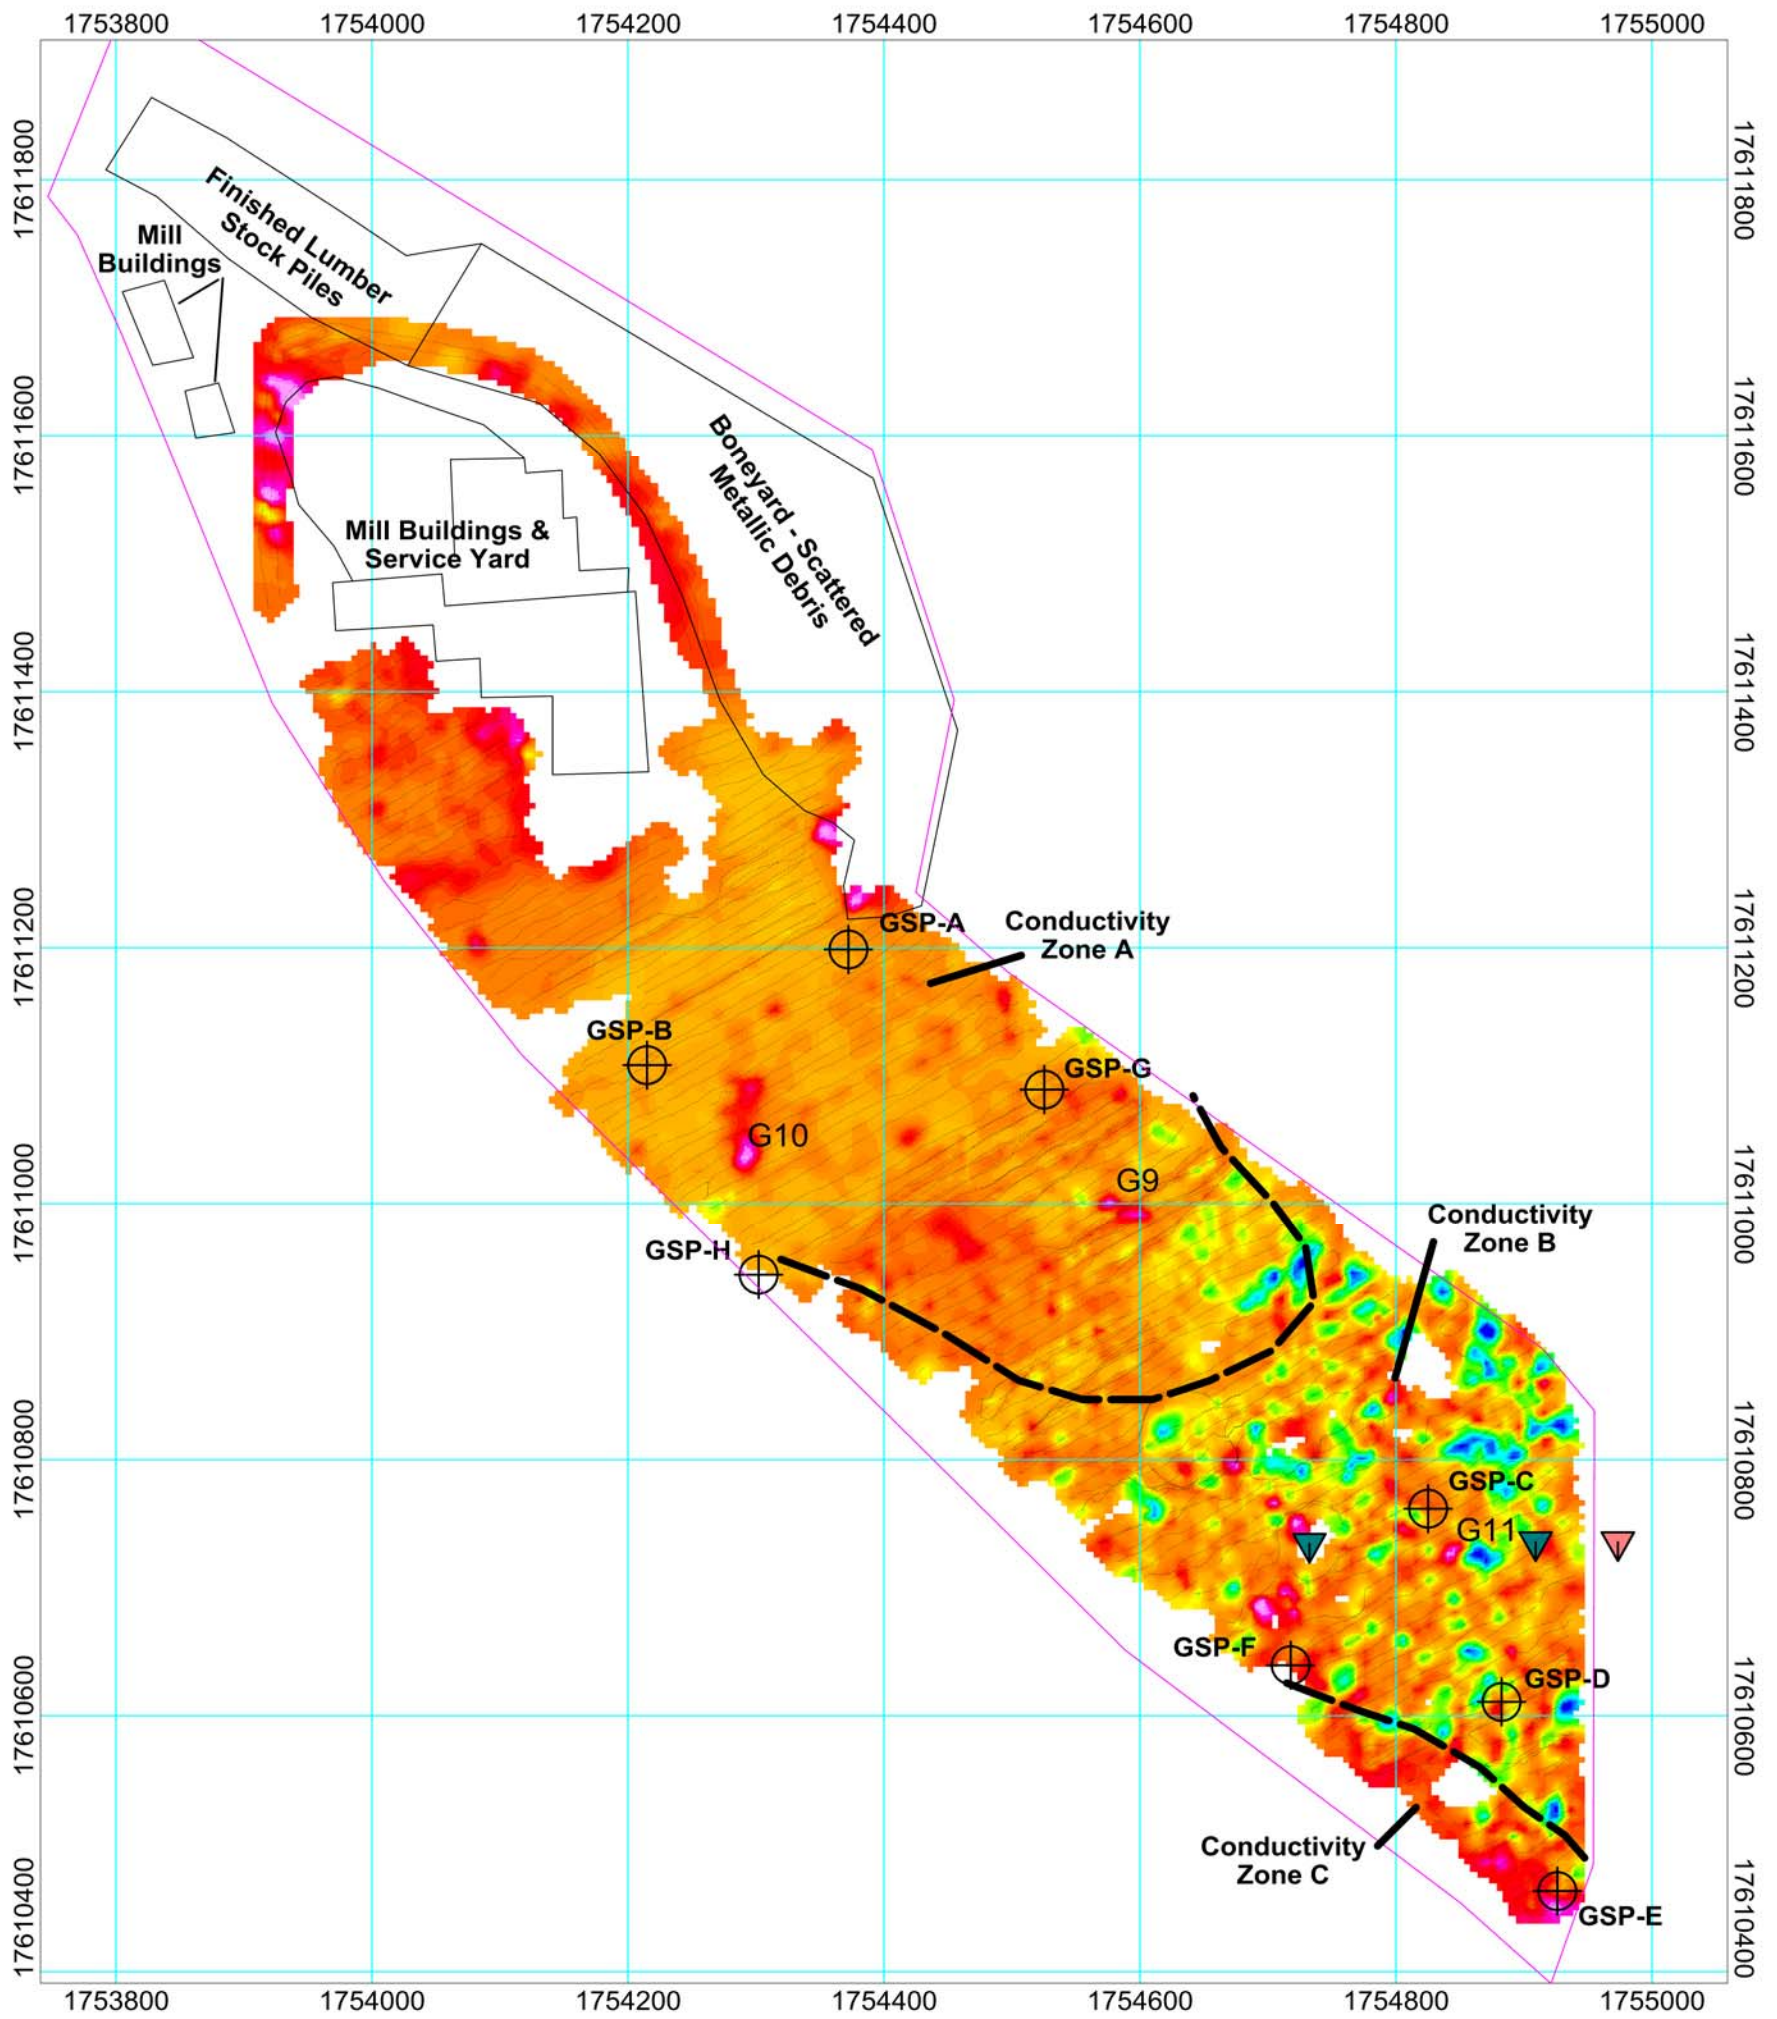 1753800 1754000 1754200 1754400 1754600 1754800 1755000
17611800
17611800
Finished Lumber
Stock Piles
Mill
Buildings
17611600
17611600
Boneyard - Scattered
Metallic Debris
Mill Buildings &
Service Yard
17611400
17611400
17611200
17611200
GSP-A
Conductivity
Zone A
GSP-B
GSP-G
G10
17611000
17611000
G9
GSP-H
Conductivity
Zone B
17610800
17610800
GSP-C
G11
GSP-F
GSP-D
17610600
17610600
Conductivity
Zone C
GSP-E
17610400
17610400
1753800 1754000 1754200 1754400 1754600 1754800 1755000